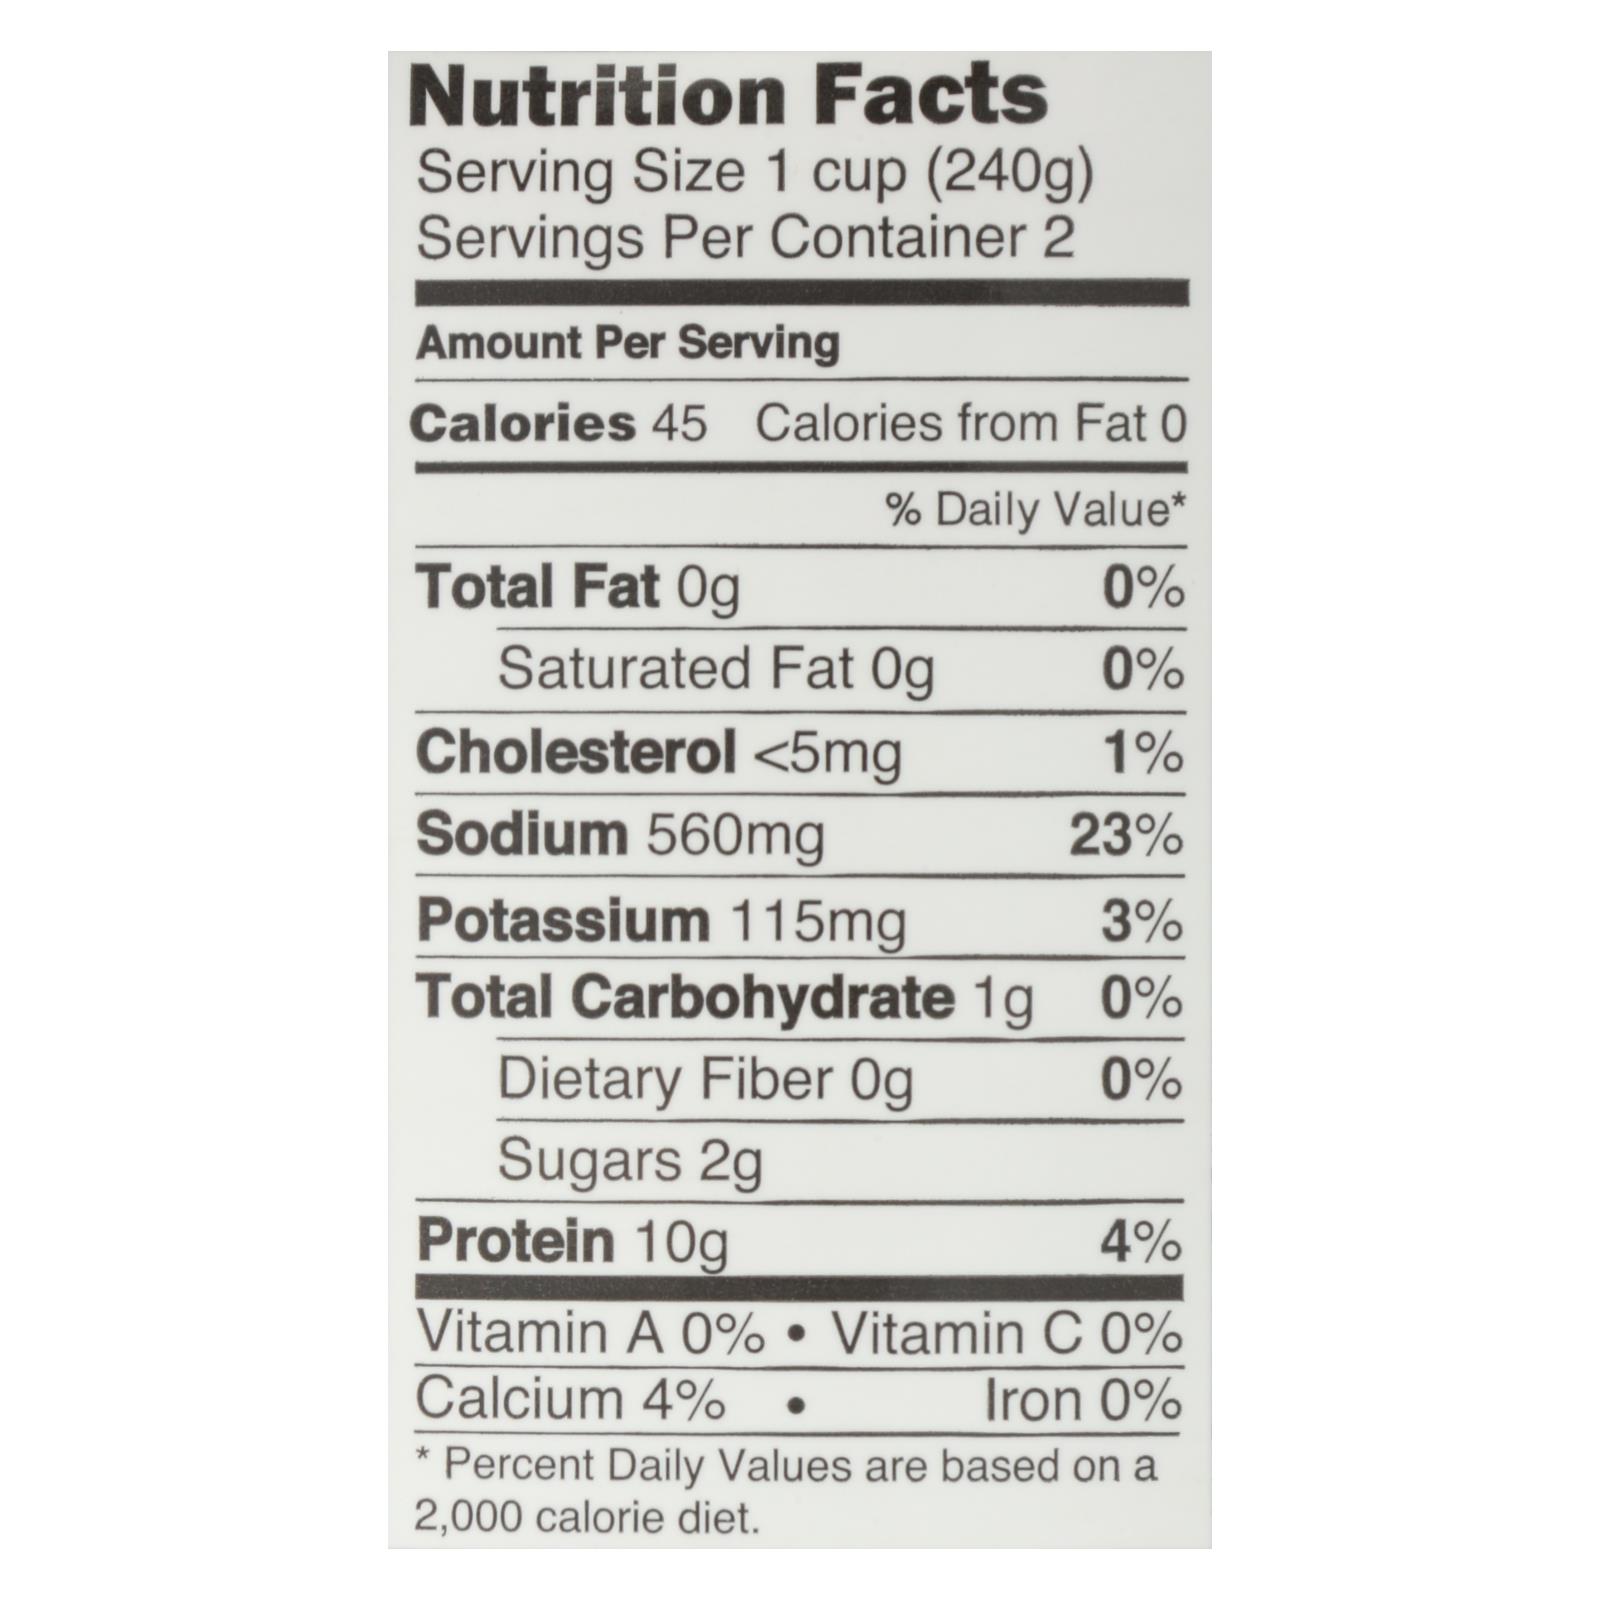 Nutrition Facts
Serving Size 1 cup (240g)
Servings Per Container 2
Amount Per Serving
Calories 45 Calories from Fat 0
% Daily Value*
Total Fat 0g 0%
Saturated Fat 0g 0%
Cholesterol <5mg 1%
Sodium 560mg 23%
Potassium 115mg 3%
Total Carbohydrate 1g 0%
Dietary Fiber 0g 0%
Sugars 2g
Protein 10g 4%
Vitamin A 0% • Vitamin C 0%
Calcium 4% • Iron 0%
* Percent Daily Values are based on a
2,000 calorie diet.